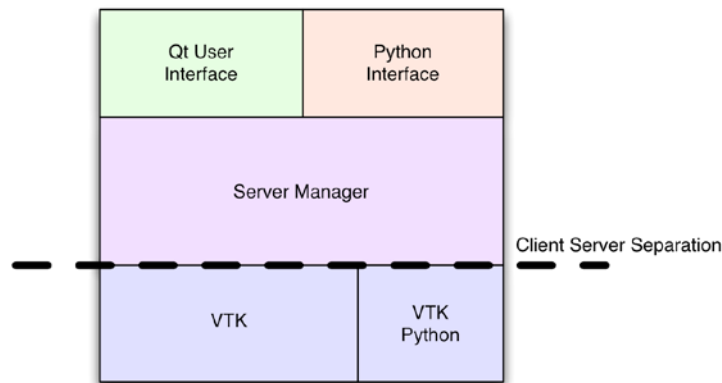 Qt User
Interface
Python
Interface
Server Manager
Client Server Separation
VTK
VTK
Python